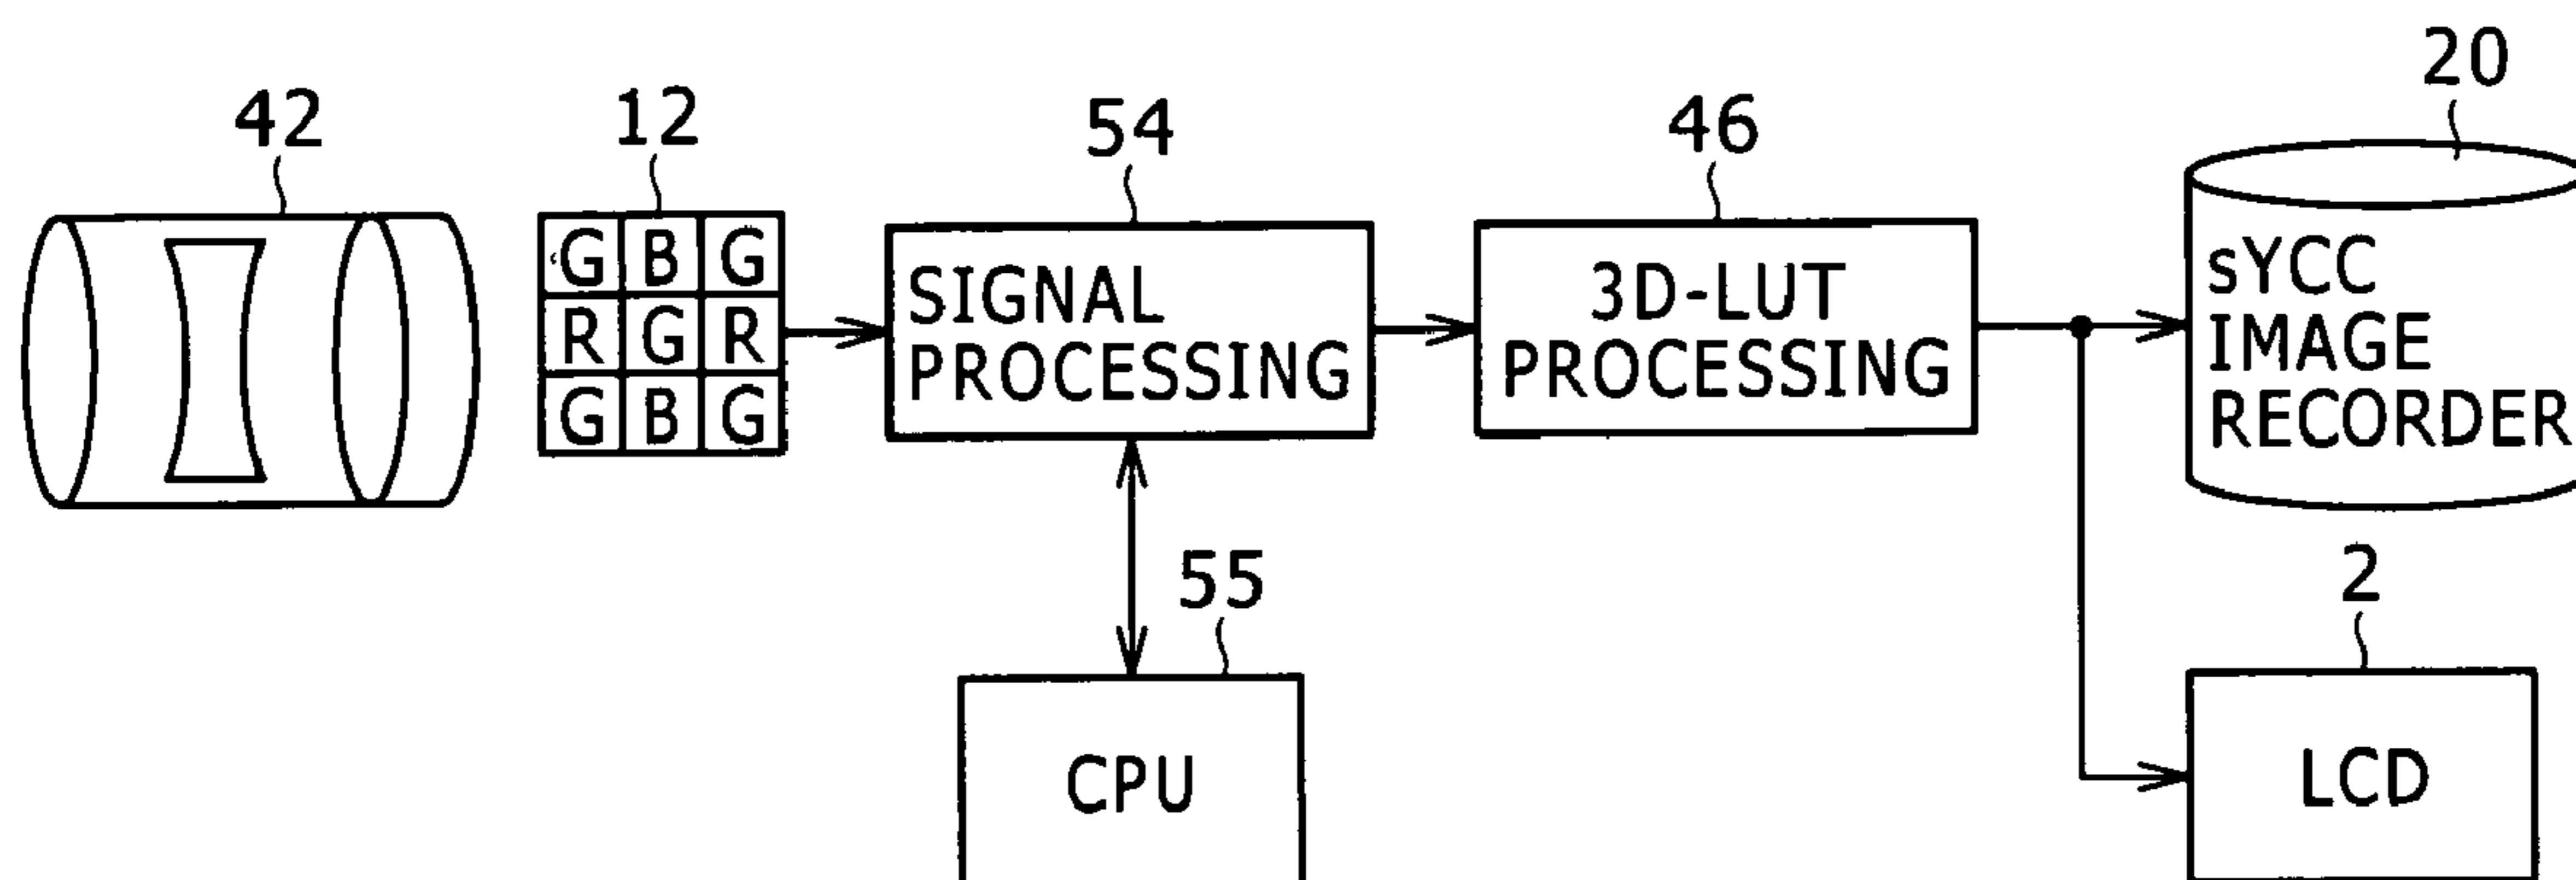 42
12
54
46
20
G B G
R G R
G B G
SIGNAL
PROCESSING
3D-LUT
PROCESSING
sYCC
IMAGE
RECORDER
55
CPU
2
LCD